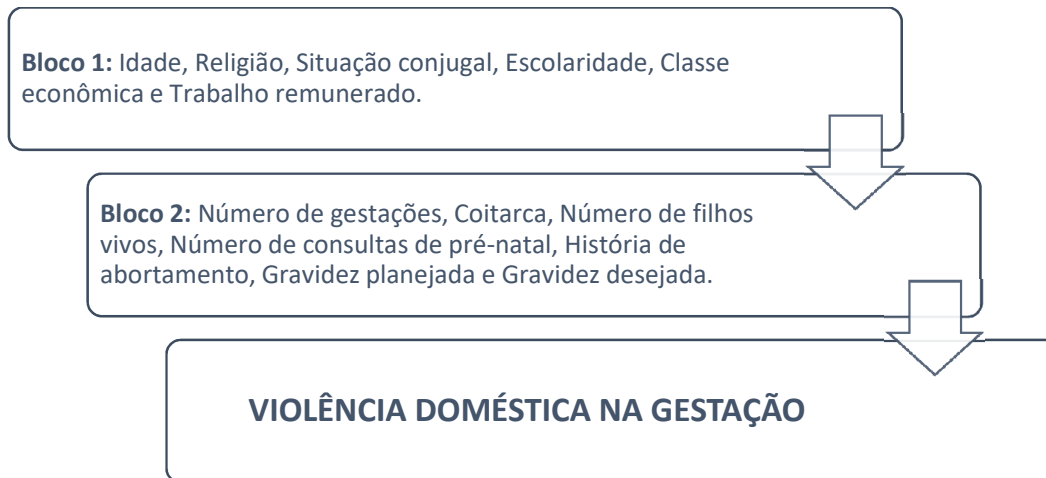 Bloco 1: Idade, Religião, Situação conjugal, Escolaridade, Classe
econômica e Trabalho remunerado.
Bloco 2: Número de gestações, Coitarca, Número de filhos
vivos, Número de consultas de pré-natal, História de
abortamento, Gravidez planejada e Gravidez desejada.
VIOLÊNCIA DOMÉSTICA NA GESTAÇÃO